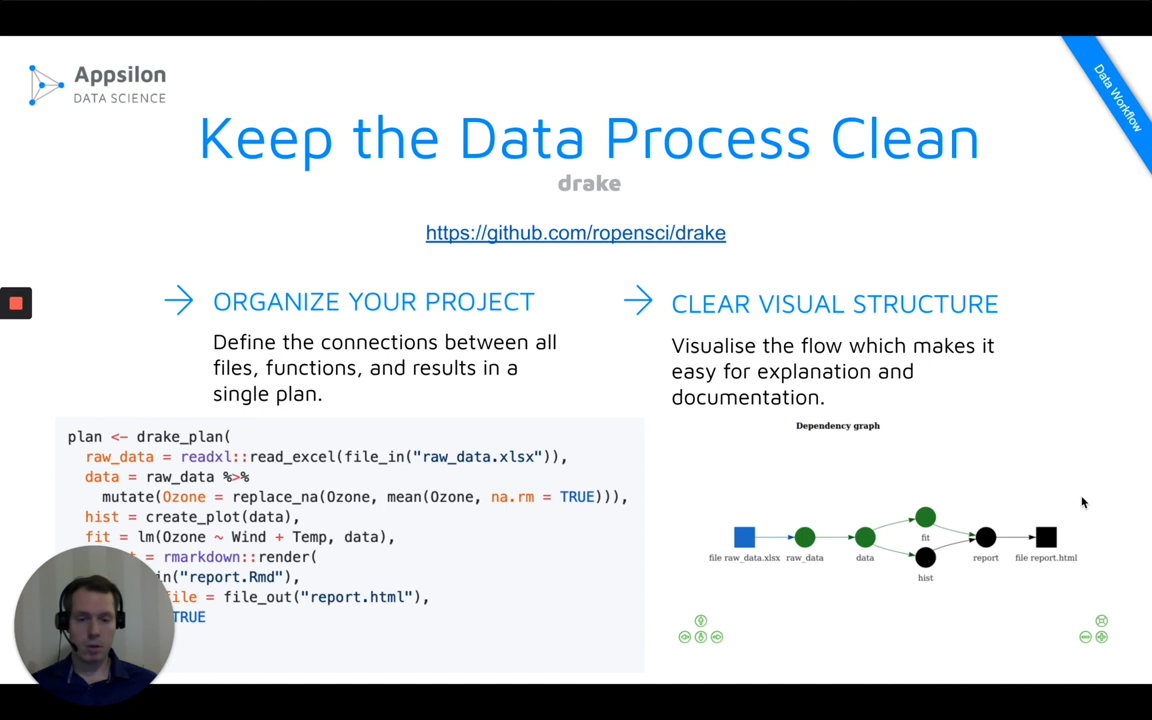 Appsilon
DATA SCIENCE
Data Workflow
Keep the Data Process Clean
drake
https://github.com/ropensci/drake
ORGANIZE YOUR PROJECT
Define the connections between all
files, functions, and results in a
single plan.
plan <- drake_plan(
raw_data = readxl::read_excel(file_in("raw_data.xlsx")),
data = raw_data %>%
mutate(Ozone = replace_na(Ozone, mean(Ozone, na.rm = TRUE))),
hist = create_plot(data),
fit = lm(Ozone ~ Wind + Temp, data),
= rmarkdown::render(
("report.Rmd"),
= file_out("report.html"),
TRUE
CLEAR VISUAL STRUCTURE
Visualise the flow which makes it
easy for explanation and
documentation.
Dependency graph
file raw_data.xlsx
raw_data
data
fit
hist
report
file report.html